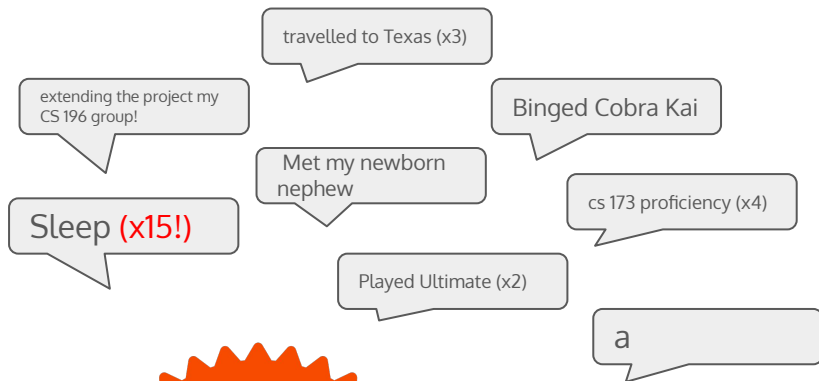 travelled to Texas (x3)
extending the project my
CS 196 group!
Binged Cobra Kai
Met my newborn
nephew
cs 173 proficiency (x4)
Sleep (x15!)
Played Ultimate (x2)
a